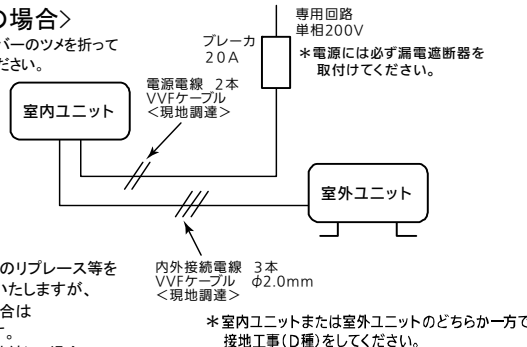 の場合>
バーのツメを折って
ださい。
専用回路
単相200V
ブレーカ
20A
＊電源には必ず漏電遮断器を
取付けてください。
電源電線 2本
VVFケーブル
<現地調達>
室内ユニット
室外ユニット
のリプレース等を
いたしますが、
合は
す。
内外接続電線 3本
VVFケーブル φ2.0mm
<現地調達>
＊室内ユニットまたは室外ユニットのどちらか一方で
接地工事(D種)をしてください。